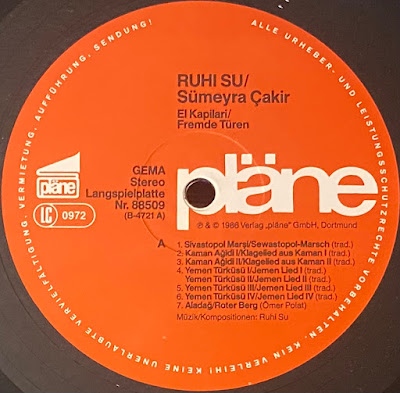 ALLE URHEBER- UND LEISTUNGSSCHUTZRECHTE VORBEHALTEN. KEIN VERLEIH! KEINE UNERLAUBTE VERVIELFÄLTIGUNG, VERMIETUNG, AUFFÜHRUNG, SENDUNG!
RUHI SU/
Sümeyra Çakir
El Kapilari/
Fremde Türen
pläne
GEMA
Stereo
Langspielplatte
Nr. 88509
(B-4721 A)
pläne
LC 0972
℗ & © 1986 Verlag „pläne" GmbH, Dortmund
A
1. Sivastopol Marşi/Sewastopol-Marsch (trad.)
2. Kaman Ağidi I/Klagelied aus Kaman I (trad.)
3. Kaman Ağidi II/Klagelied aus Kaman II (trad.)
4. Yemen Türküsü I/Jemen Lied I (trad.)
Yemen Türküsü II/Jemen Lied II (trad.)
5. Yemen Türküsü III/Jemen Lied III (trad.)
6. Yemen Türküsü IV/Jemen Lied IV (trad.)
7. Aladağ/Roter Berg (Ömer Polat)
Müzik/Kompositionen: Ruhi Su